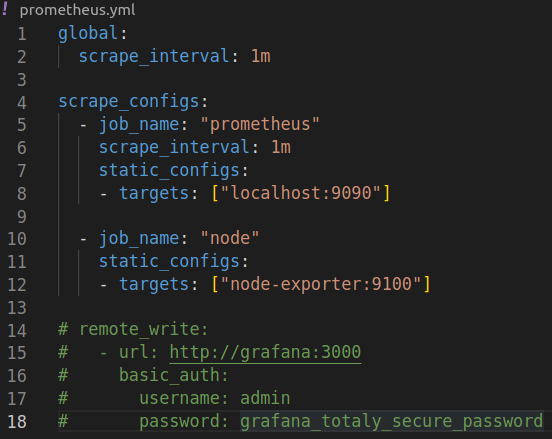 ! prometheus.yml
1 global:
2   scrape_interval: 1m
3
4 scrape_configs:
5   - job_name: "prometheus"
6     scrape_interval: 1m
7     static_configs:
8     - targets: ["localhost:9090"]
9
10   - job_name: "node"
11     static_configs:
12     - targets: ["node-exporter:9100"]
13
14 # remote_write:
15 #   - url: http://grafana:3000
16 #     basic_auth:
17 #       username: admin
18 #       password: grafana_totaly_secure_password